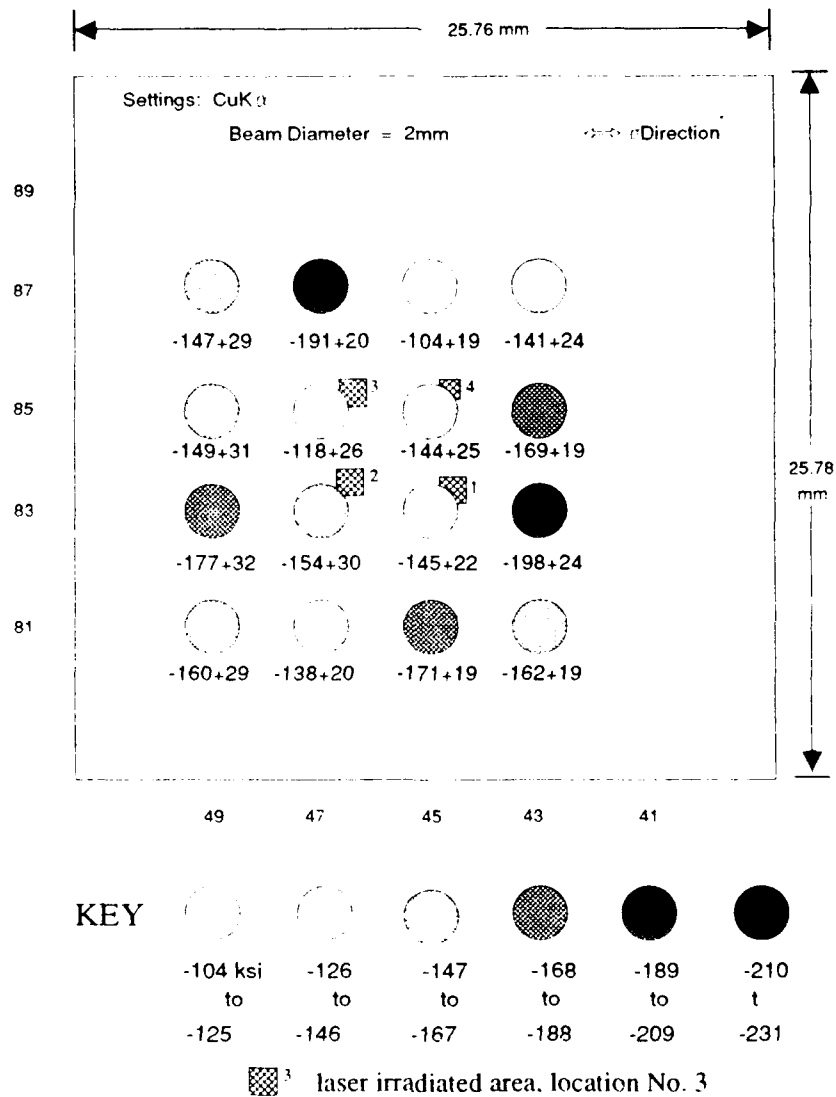 25.76 mm
Settings: CuKα
Beam Diameter = 2mm
Direction
89
87
-147+29 -191+20 -104+19 -141+24
3 4
85
-149+31 -118+26 -144+25 -169+19
25.78
mm
2 1
83
-177+32 -154+30 -145+22 -198+24
81
-160+29 -138+20 -171+19 -162+19
49 47 45 43 41
KEY
-104 ksi -126 -147 -168 -189 -210
to to to to to t
-125 -146 -167 -188 -209 -231
3 laser irradiated area, location No. 3